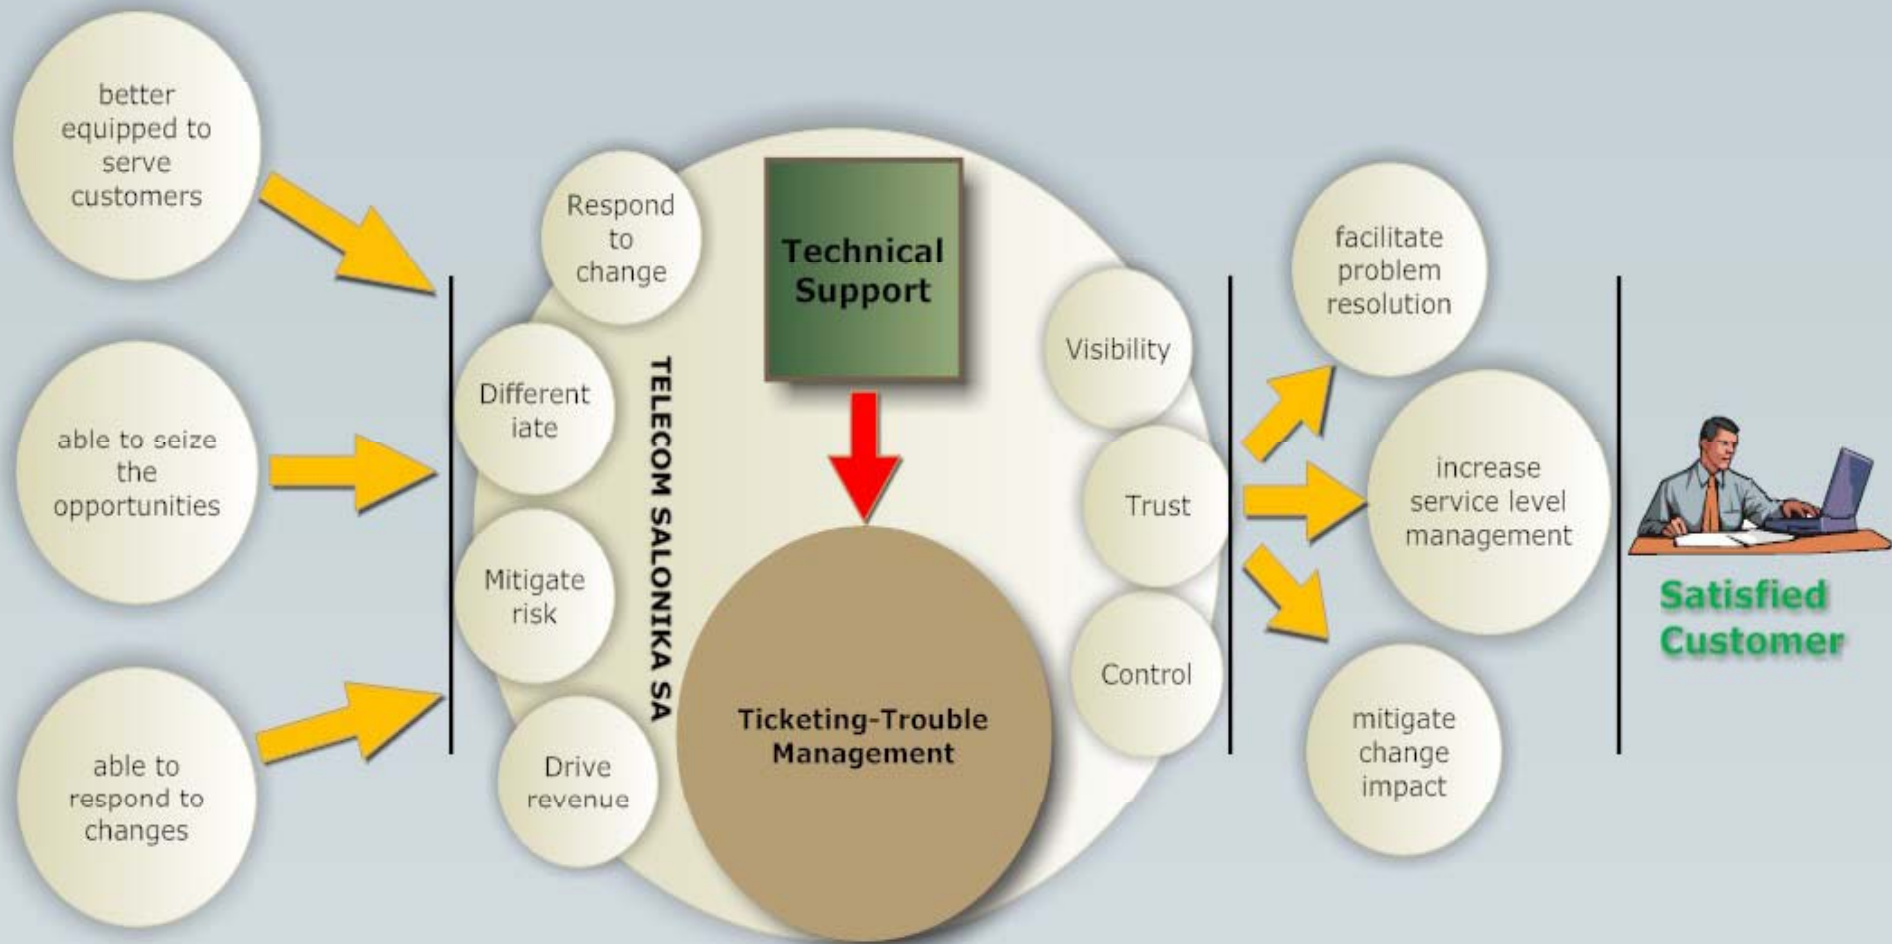 better
equipped to
serve
customers
able to seize
the
opportunities
able to
respond to
changes
Respond
to
change
Different
iate
Mitigate
risk
Drive
revenue
TELECOM SALONIKA SA
Technical
Support
Ticketing-Trouble
Management
Visibility
Trust
Control
facilitate
problem
resolution
increase
service level
management
mitigate
change
impact
Satisfied
Customer